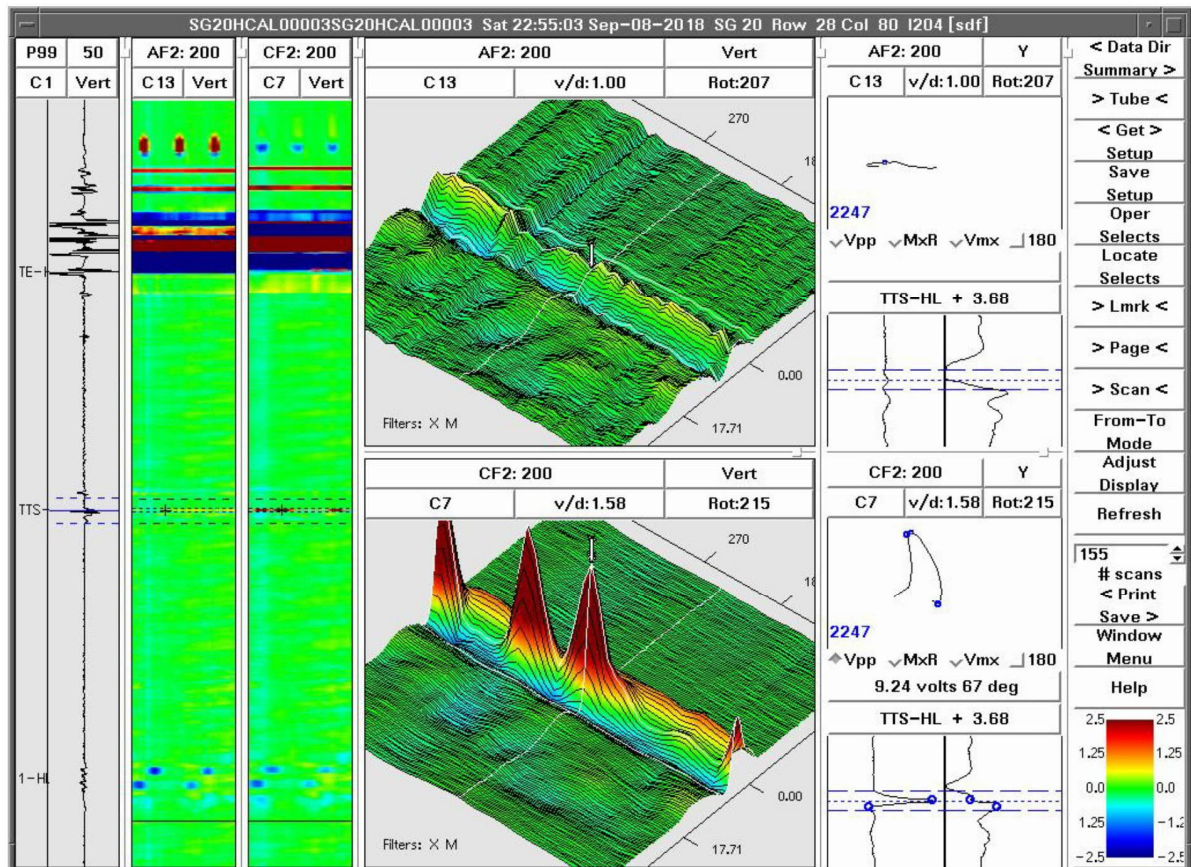 SG20HCAL00003SG20HCAL00003 Sat 22:55:03 Sep-08-2018 SG 20 Row 28 Col 80 I204 [sdf]
P99 50
C1 Vert
TE-H
TTS
1-HL
AF2: 200 CF2: 200
C13 Vert C7 Vert
AF2: 200 Vert
C13 v/d:1.00 Rot:207
270
18
0.00
17.71
Filters: X M
CF2: 200 Vert
C7 v/d:1.58 Rot:215
270
18
0.00
17.71
Filters: X M
AF2: 200 Y
C13 v/d:1.00 Rot:207
2247
Vpp MxR Vmx 180
TTS-HL + 3.68
CF2: 200 Y
C7 v/d:1.58 Rot:215
2247
Vpp MxR Vmx 180
9.24 volts 67 deg
TTS-HL + 3.68
< Data Dir
Summary >
> Tube <
< Get >
Setup
Save
Setup
Oper
Selects
Locate
Selects
> Lmrk <
> Page <
> Scan <
From-To
Mode
Adjust
Display
Refresh
155
# scans
< Print
Save >
Window
Menu
Help
2.5 2.5
1.25 1.25
0 0
1.25 -1.2
2.5 -2.5